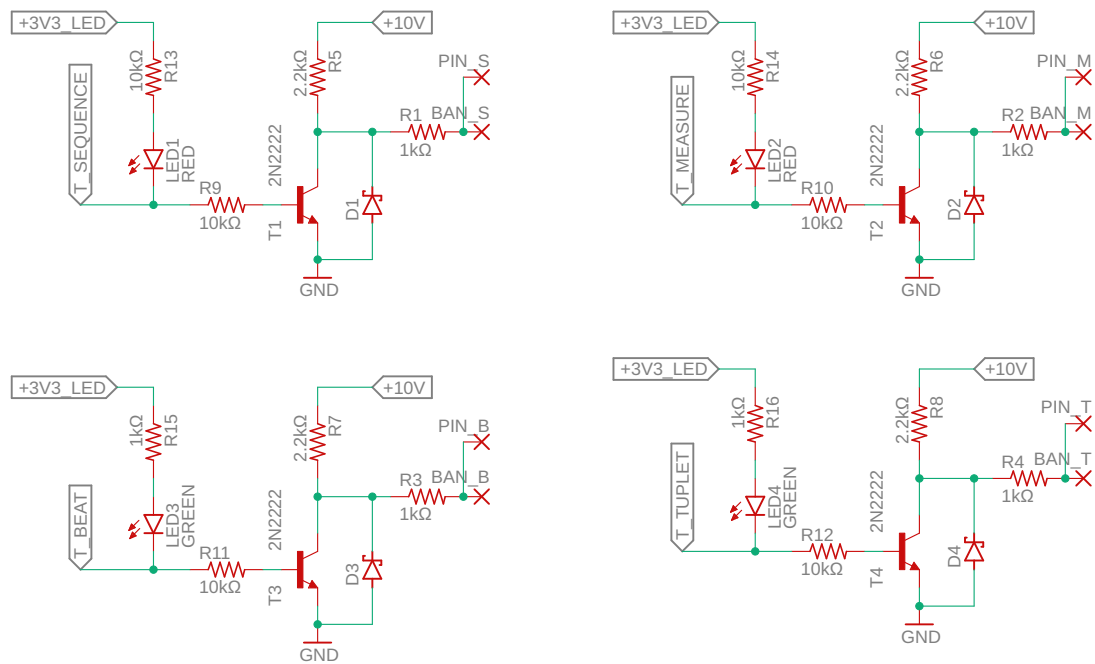 +3V3_LED
+10V
10kΩ
R13
2.2kΩ
R5
PIN_S
T_SEQUENCE
R1
BAN_S
1kΩ
LED1
RED
2N2222
R9
10kΩ
T1
D1
GND
+3V3_LED
+10V
10kΩ
R14
2.2kΩ
R6
PIN_M
T_MEASURE
R2
BAN_M
1kΩ
LED2
RED
2N2222
R10
10kΩ
T2
D2
GND
+3V3_LED
+10V
1kΩ
R15
2.2kΩ
R7
PIN_B
T_BEAT
R3
BAN_B
1kΩ
LED3
GREEN
2N2222
R11
10kΩ
T3
D3
GND
+3V3_LED
+10V
1kΩ
R16
2.2kΩ
R8
PIN_T
T_TUPLET
R4
BAN_T
1kΩ
LED4
GREEN
2N2222
R12
10kΩ
T4
D4
GND